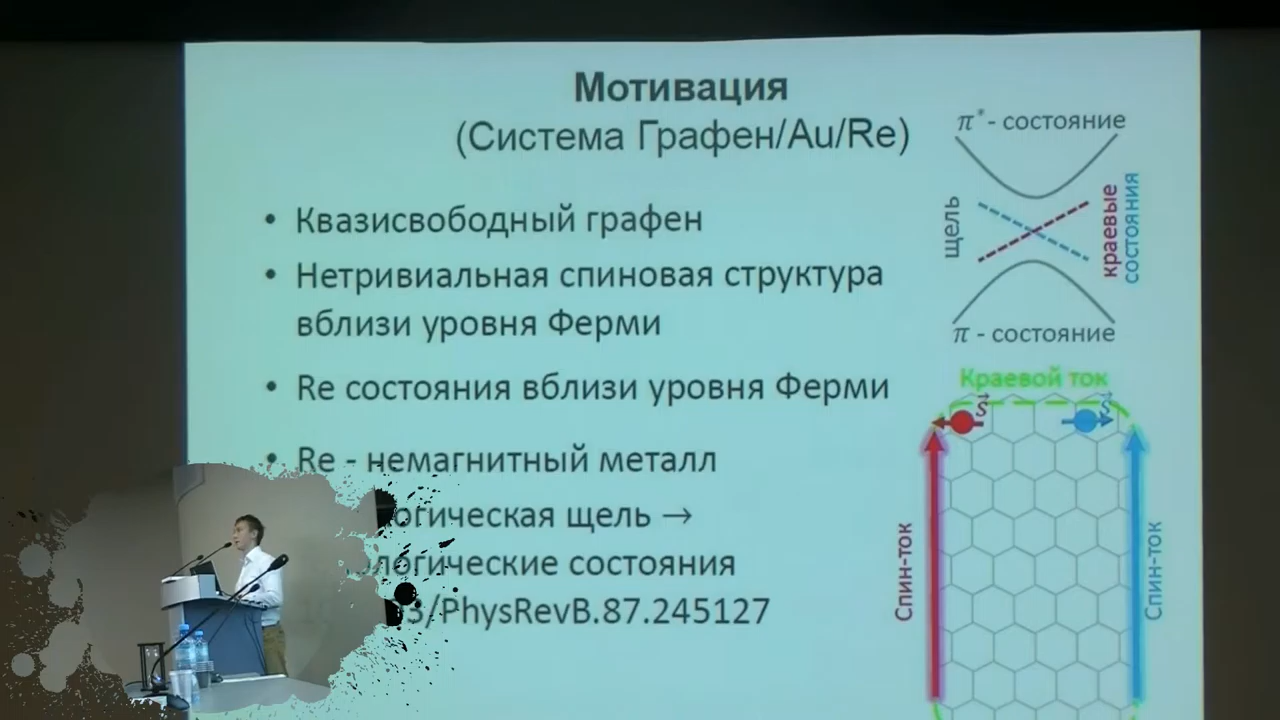 Мотивация
(Система Графен/Au/Re)
• Квазисвободный графен
• Нетривиальная спиновая структура
вблизи уровня Ферми
• Re состояния вблизи уровня Ферми
• Re - немагнитный металл
щель →
состояния
3/PhysRevB.87.245127
π* - состояние
щель
краевые
состояния
π - состояние
Краевой ток
S⃗ S⃗
Спин-ток
Спин-ток